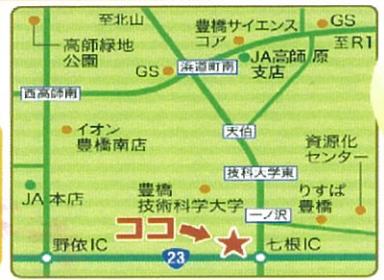 至北山
豊橋サイエンス
コア
GS
高師緑地
公園
JA高師原
支店
至R1
GS
浜道町南
西高師南
イオン
豊橋南店
天伯
資源化
センター
技科大学東
JA本店
豊橋
技術科学大学
りすぱ
豊橋
一ノ沢
ココ
野依IC
23
七根IC